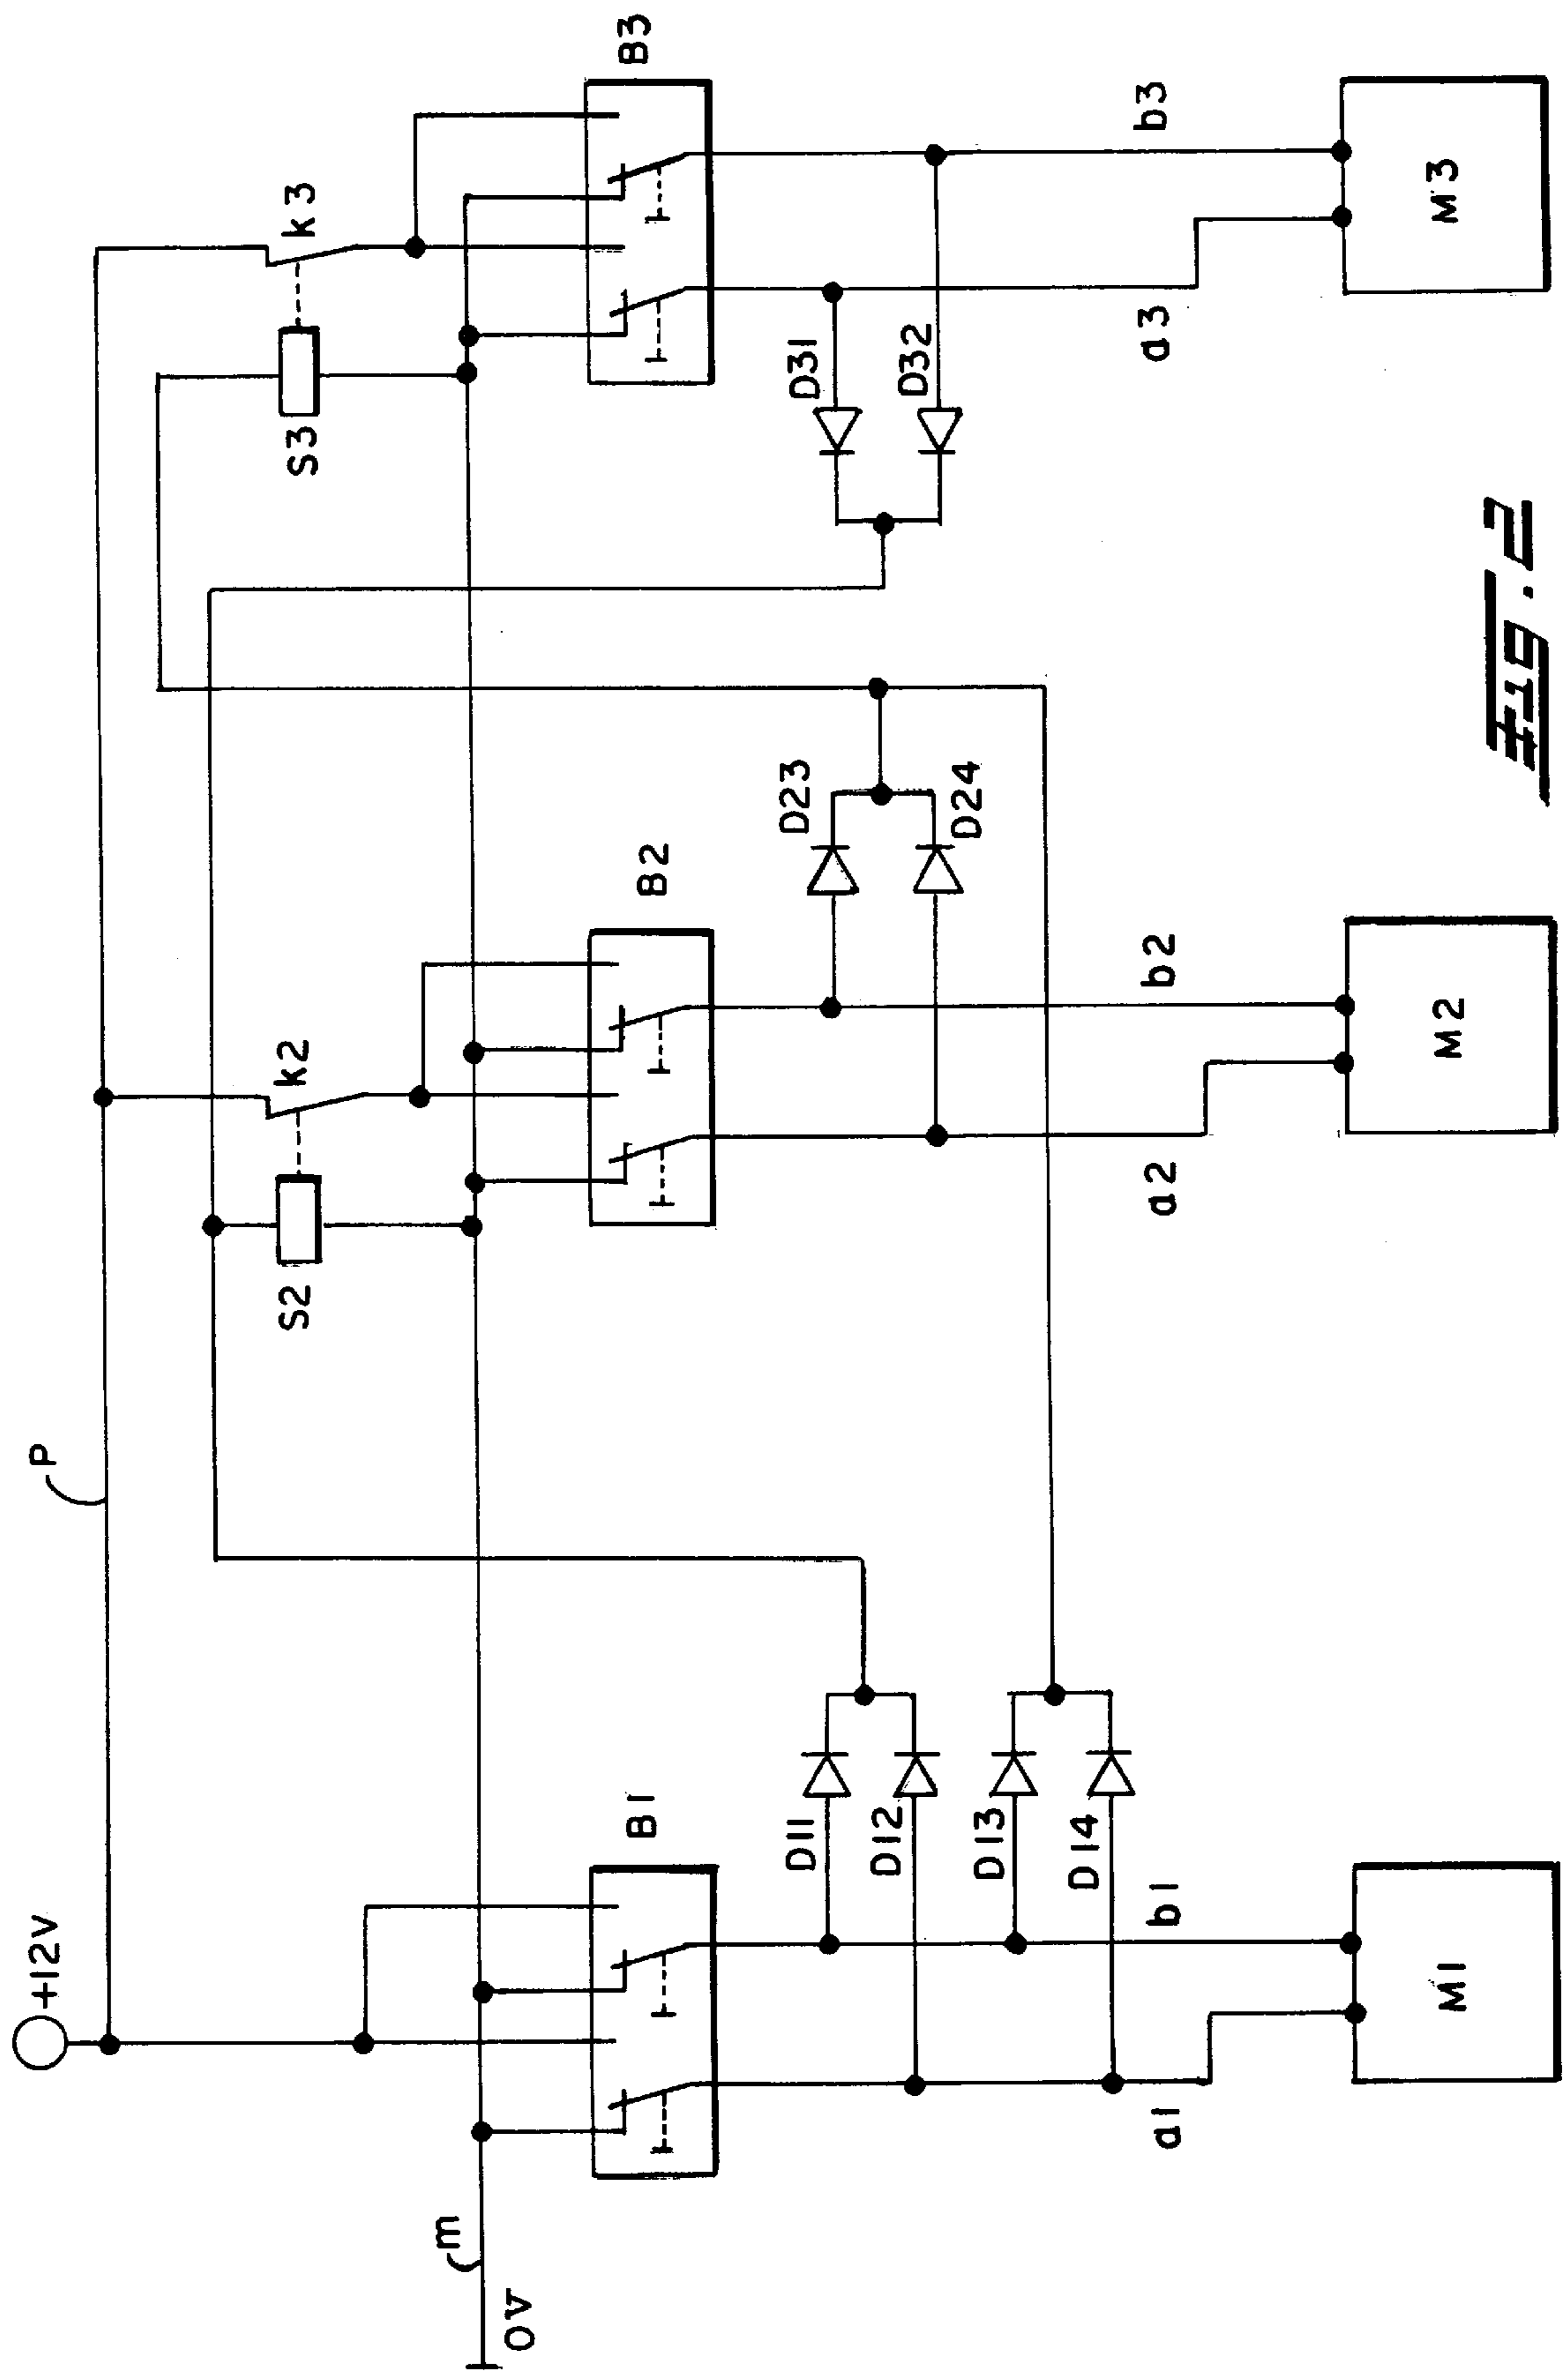 +12V
P
m
0V
S2
k2
S3
k3
B1
B2
B3
D11
D12
D13
D14
D23
D24
D31
D32
a1
b1
a2
b2
a3
b3
M1
M2
M3
FIG. 2